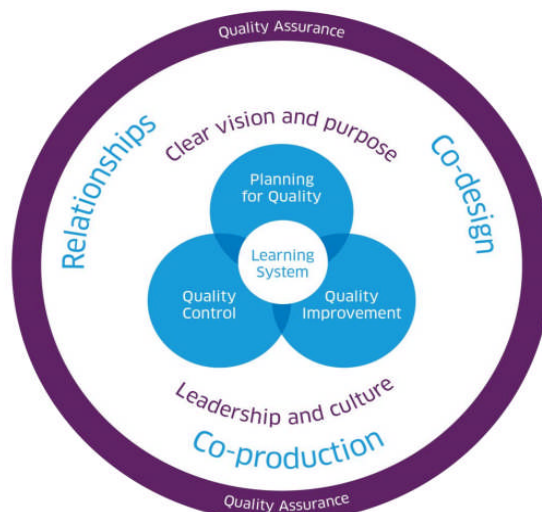 Quality Assurance
Clear vision and purpose
Relationships
Co-design
Planning
for Quality
Learning
System
Quality
Control
Quality
Improvement
Leadership and culture
Co-production
Quality Assurance